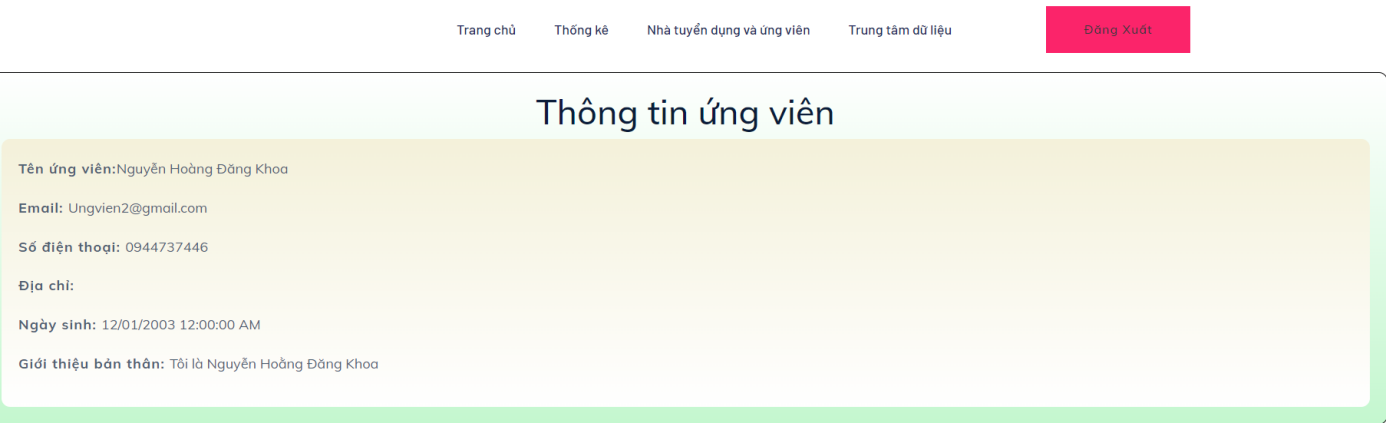 Trang chủ Thống kê Nhà tuyển dụng và ứng viên Trung tâm dữ liệu Đăng Xuất
Thông tin ứng viên
Tên ứng viên:Nguyễn Hoàng Đăng Khoa
Email: Ungvien2@gmail.com
Số điện thoại: 0944737446
Địa chỉ:
Ngày sinh: 12/01/2003 12:00:00 AM
Giới thiệu bản thân: Tôi là Nguyễn Hoằng Đăng Khoa